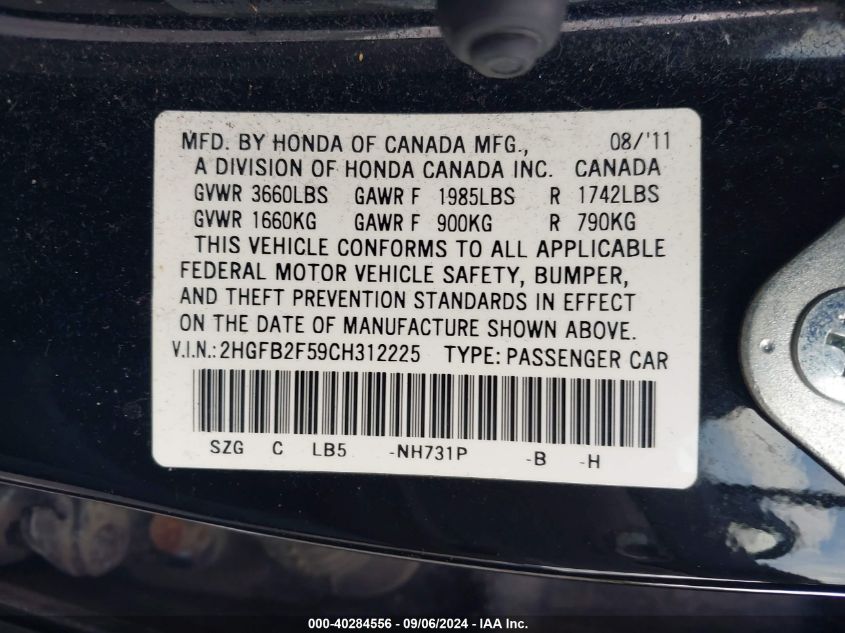 MFD. BY HONDA OF CANADA MFG., 08/'11
A DIVISION OF HONDA CANADA INC. CANADA
GVWR 3660LBS GAWR F 1985LBS R 1742LBS
GVWR 1660KG GAWR F 900KG R 790KG
THIS VEHICLE CONFORMS TO ALL APPLICABLE
FEDERAL MOTOR VEHICLE SAFETY, BUMPER,
AND THEFT PREVENTION STANDARDS IN EFFECT
ON THE DATE OF MANUFACTURE SHOWN ABOVE.
V.I.N.: 2HGFB2F59CH312225 TYPE: PASSENGER CAR
SZG C LB5 -NH731P -B -H
000-40284556 - 09/06/2024 - IAA Inc.